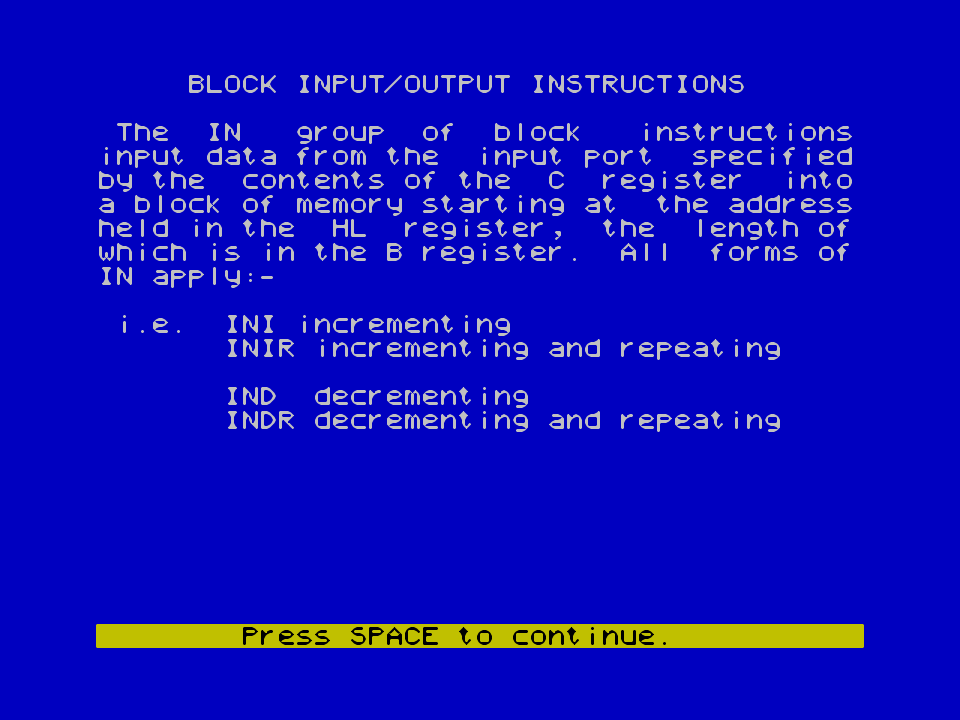 BLOCK INPUT/OUTPUT INSTRUCTIONS
The IN group of block instructions
input data from the input port specified
by the contents of the C register into
a block of memory starting at the address
held in the HL register, the length of
which is in the B register. All forms of
IN apply:-
i.e. INI incrementing
INIR incrementing and repeating
IND decrementing
INDR decrementing and repeating
Press SPACE to continue.